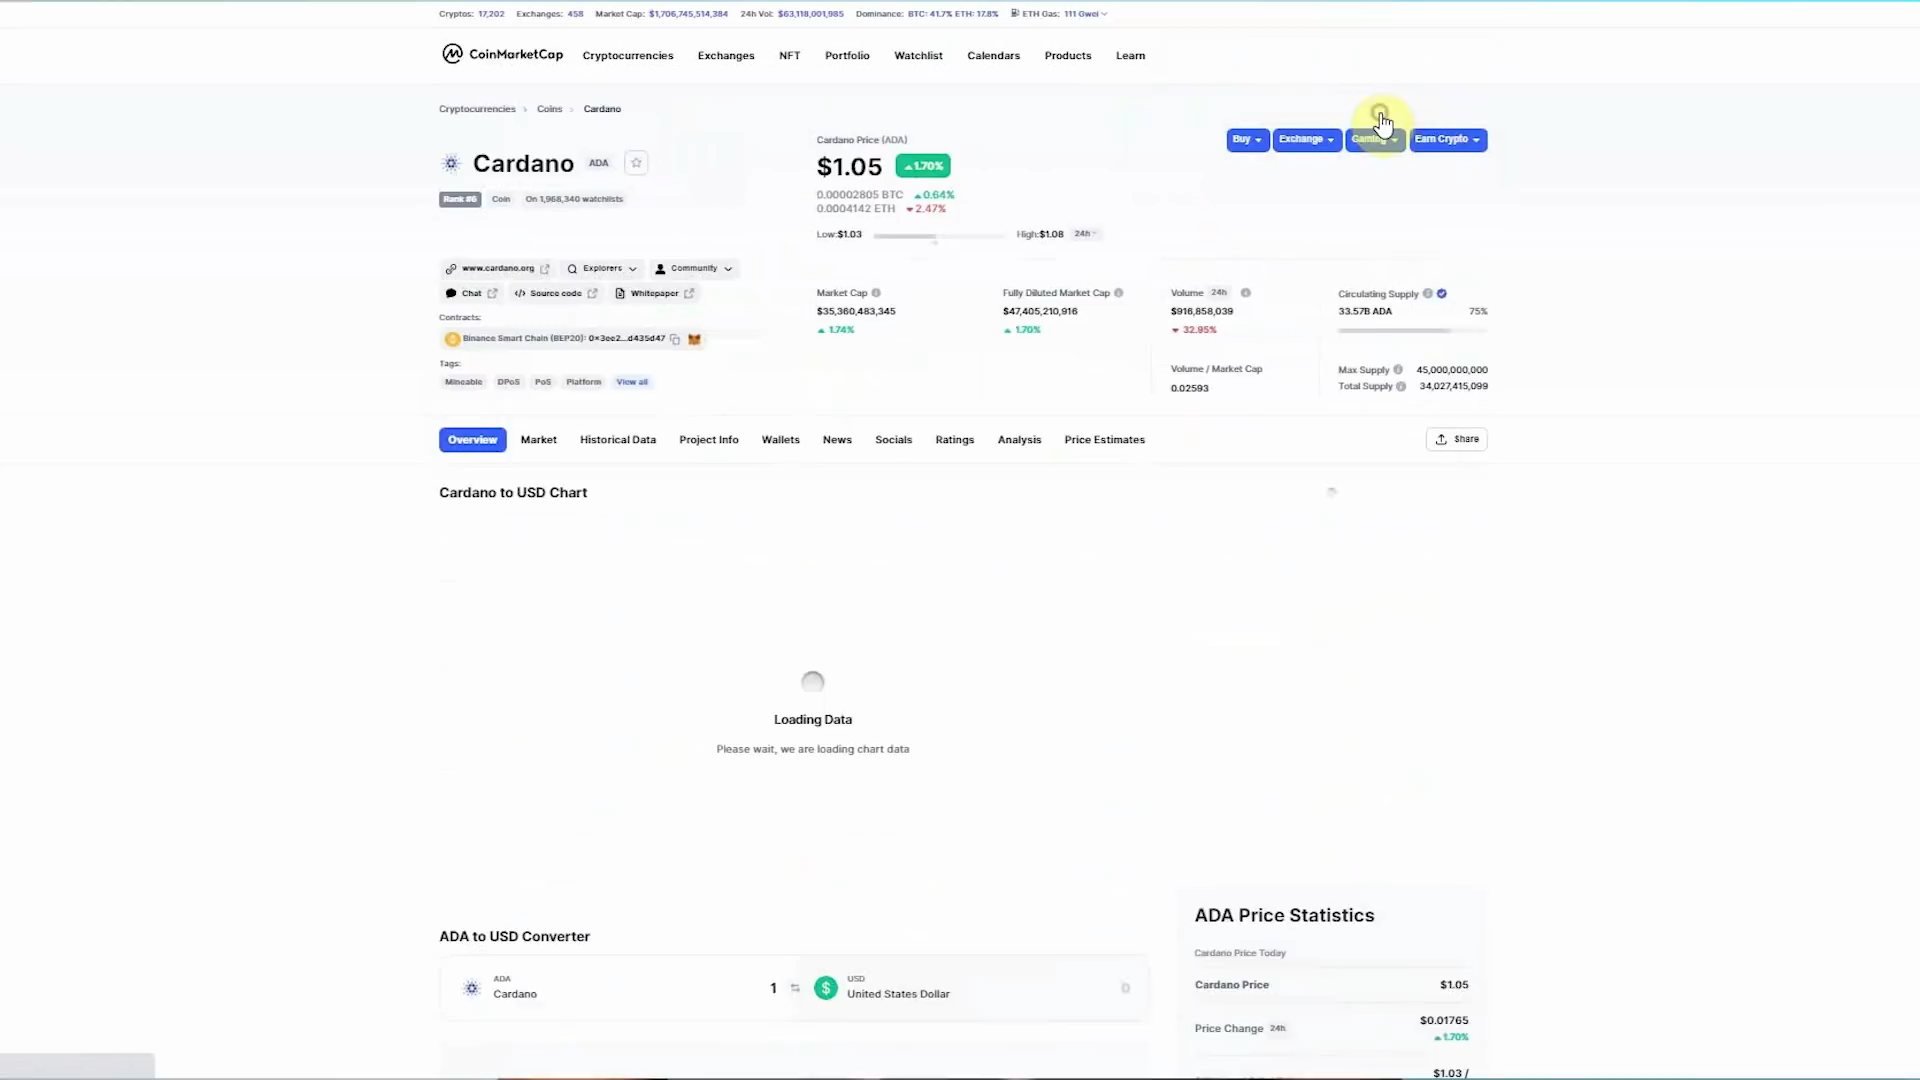 Cryptos: 17,202 Exchanges: 458 Market Cap: $1,706,745,514,384 24h Vol: $63,118,001,985 Dominance: BTC: 41.7% ETH: 17.8% ETH Gas: 111 Gwei
CoinMarketCap Cryptocurrencies Exchanges NFT Portfolio Watchlist Calendars Products Learn
Cryptocurrencies Coins Cardano
Cardano Price (ADA)
Buy Exchange Gaming Earn Crypto
Cardano ADA
$1.05 1.70%
Rank #6 Coin On 1,968,340 watchlists
0.00002805 BTC 0.64%
0.0004142 ETH 2.47%
Low:$1.03 High:$1.08 24h
www.cardano.org Explorers Community
Chat Source code Whitepaper
Contracts:
Binance Smart Chain (BEP20): 0x3ee2...d435d47
Tags:
Mineable DPoS PoS Platform View all
Market Cap
$35,360,483,345
1.74%
Fully Diluted Market Cap
$47,405,210,916
1.70%
Volume 24h
$916,858,039
32.95%
Volume / Market Cap
0.02593
Circulating Supply
33.57B ADA 75%
Max Supply 45,000,000,000
Total Supply 34,027,415,099
Overview Market Historical Data Project Info Wallets News Socials Ratings Analysis Price Estimates Share
Cardano to USD Chart
Loading Data
Please wait, we are loading chart data
ADA to USD Converter
ADA
Cardano
1
$
USD
United States Dollar
0
ADA Price Statistics
Cardano Price Today
Cardano Price $1.05
Price Change 24h $0.01765
1.70%
$1.03 /